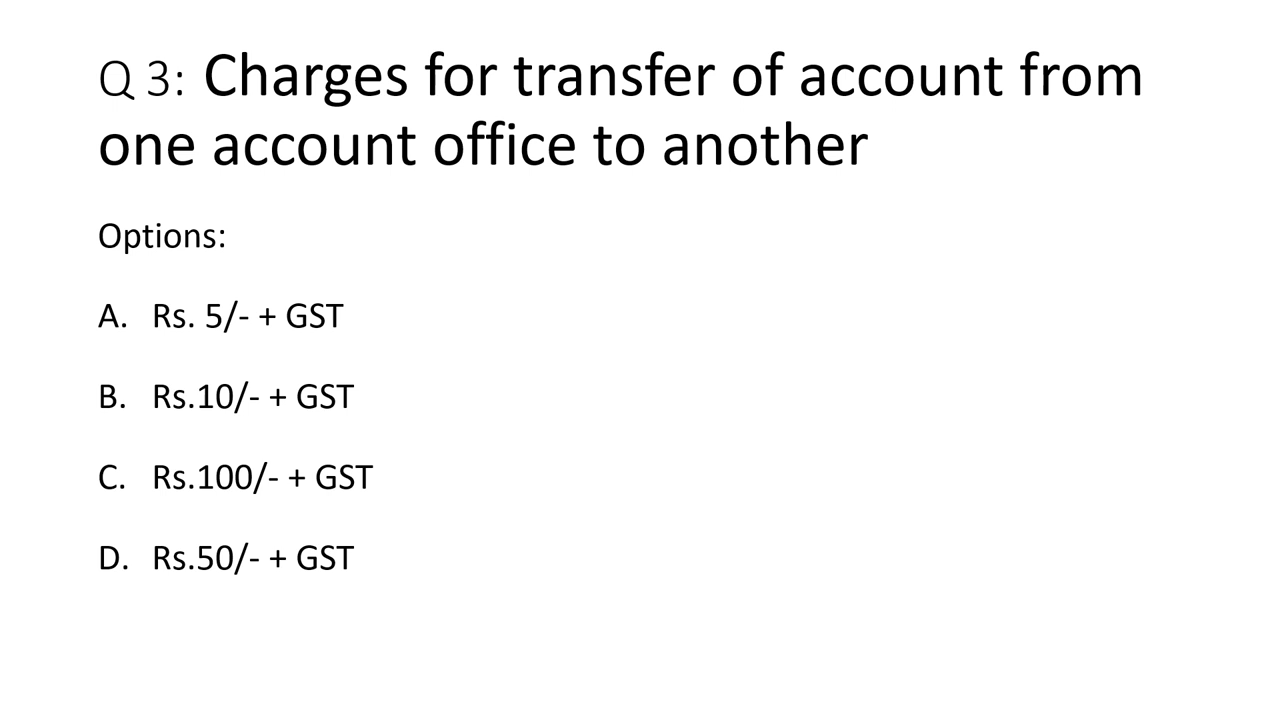 Q 3: Charges for transfer of account from
one account office to another
Options:
A. Rs. 5/- + GST
B. Rs.10/- + GST
C. Rs.100/- + GST
D. Rs.50/- + GST